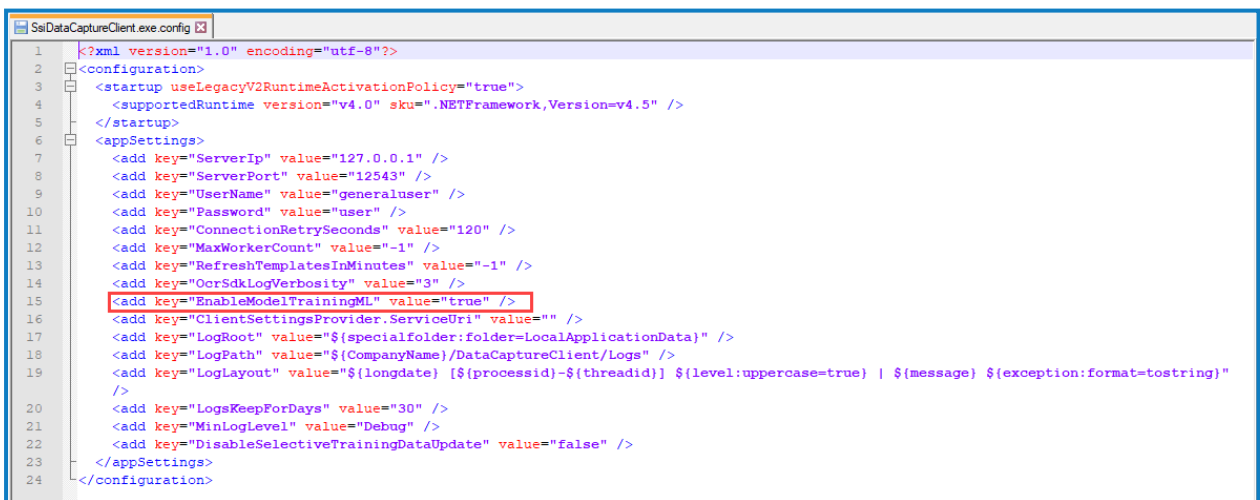 SsiDataCaptureClient.exe.config
1 <?xml version="1.0" encoding="utf-8"?>
2 <configuration>
3 <startup useLegacyV2RuntimeActivationPolicy="true">
4 <supportedRuntime version="v4.0" sku=".NETFramework,Version=v4.5" />
5 </startup>
6 <appSettings>
7 <add key="ServerIp" value="127.0.0.1" />
8 <add key="ServerPort" value="12543" />
9 <add key="UserName" value="generaluser" />
10 <add key="Password" value="user" />
11 <add key="ConnectionRetrySeconds" value="120" />
12 <add key="MaxWorkerCount" value="-1" />
13 <add key="RefreshTemplatesInMinutes" value="-1" />
14 <add key="OcrSdkLogVerbosity" value="3" />
15 <add key="EnableModelTrainingML" value="true" />
16 <add key="ClientSettingsProvider.ServiceUri" value="" />
17 <add key="LogRoot" value="${specialfolder:folder=LocalApplicationData}" />
18 <add key="LogPath" value="${CompanyName}/DataCaptureClient/Logs" />
19 <add key="LogLayout" value="${longdate} [${processid}-${threadid}] ${level:uppercase=true} | ${message} ${exception:format=tostring}"
/>
20 <add key="LogsKeepForDays" value="30" />
21 <add key="MinLogLevel" value="Debug" />
22 <add key="DisableSelectiveTrainingDataUpdate" value="false" />
23 </appSettings>
24 </configuration>